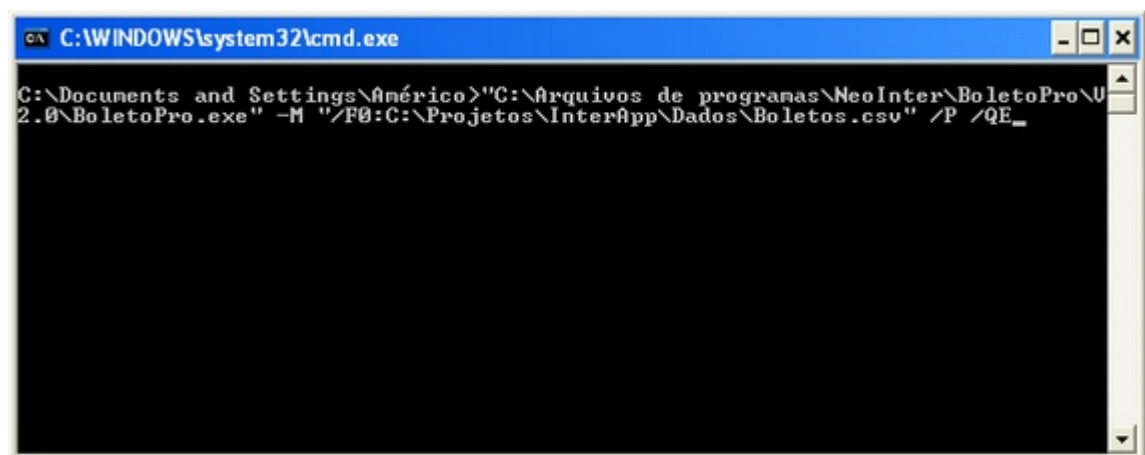 C:\WINDOWS\system32\cmd.exe
C:\Documents and Settings\Américo>"C:\Arquivos de programas\NeoInter\BoletoPro\V
2.0\BoletoPro.exe" -M "/F0:C:\Projetos\InterApp\Dados\Boletos.csv" /P /QE_